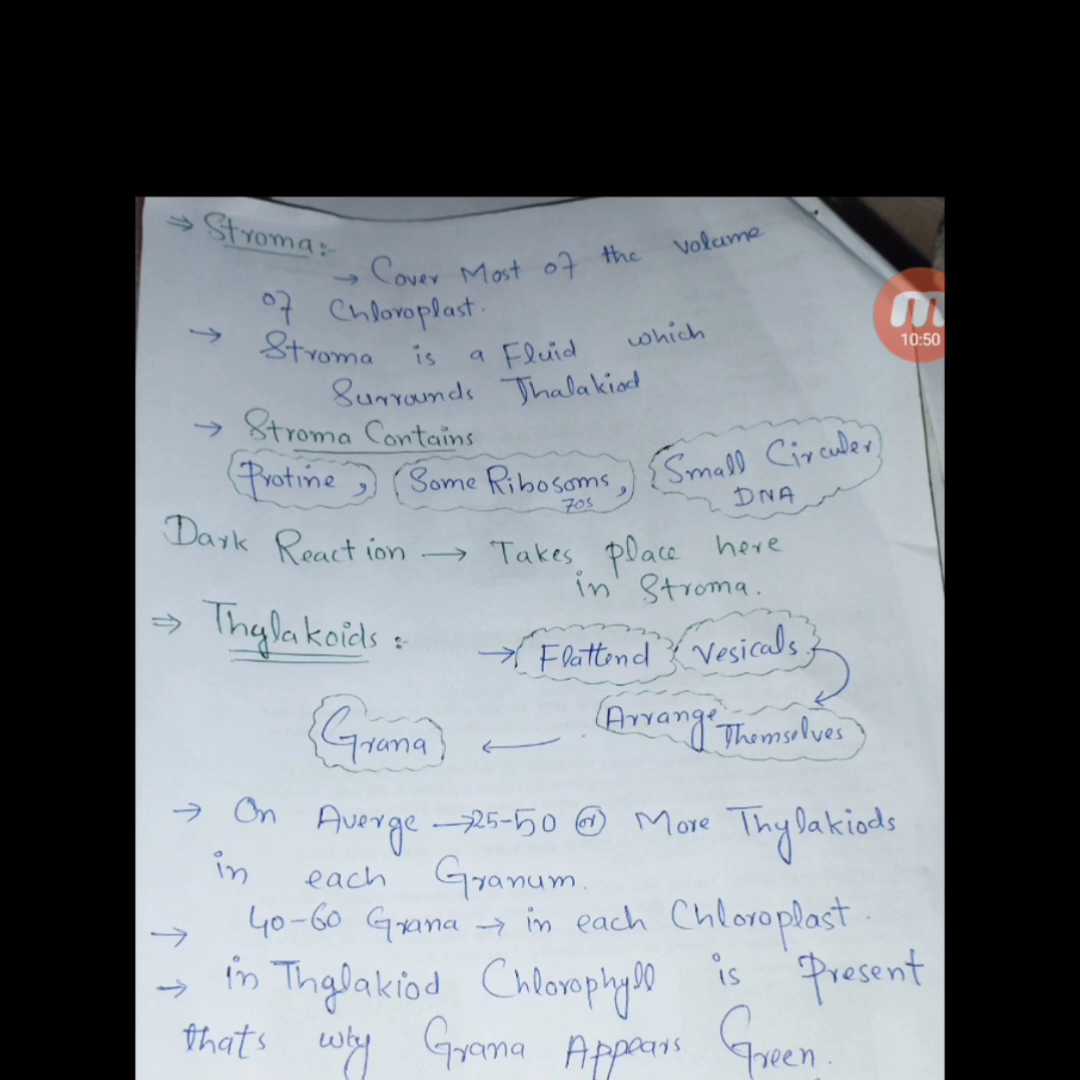 ⇒ Stroma:-
→ Cover Most of the volume
of Chloroplast.
→ Stroma is a Fluid which
Surrounds Thalakiod
→ Stroma Contains
Protine, Some Ribosoms, 70s Small Circuler DNA
Dark Reaction → Takes place here
in Stroma.
⇒ Thylakoids :-
→ Flattend Vesicals
Arrange Themselves
Grana ←
→ On Averge → 25-50 or More Thylakiods
in each Granum.
→ 40-60 Grana → in each Chloroplast.
→ in Thylakiod Chlorophyll is Present
thats why Grana Appears Green.
m
10:50